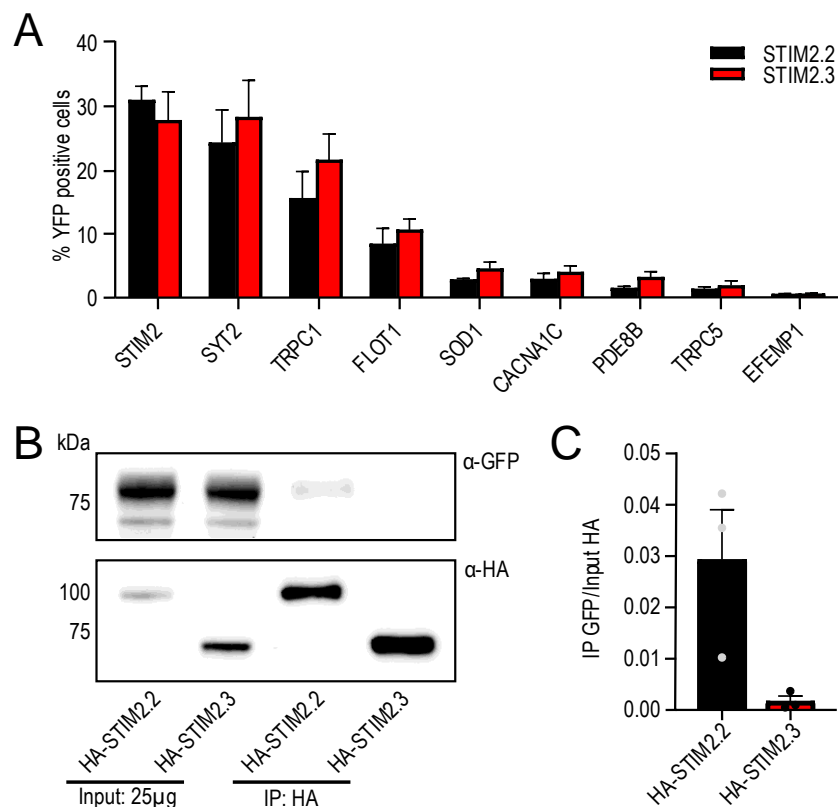 A
STIM2.2
STIM2.3
% YFP positive cells
40
30
20
10
0
STIM2
SYT2
TRPC1
FLOT1
SOD1
CACNA1C
PDE8B
TRPC5
EFEMP1
B
kDa
75
α-GFP
100
75
α-HA
HA-STIM2.2
HA-STIM2.3
HA-STIM2.2
HA-STIM2.3
Input: 25µg
IP: HA
C
IP GFP/Input HA
0.05
0.04
0.03
0.02
0.01
0.00
HA-STIM2.2
HA-STIM2.3